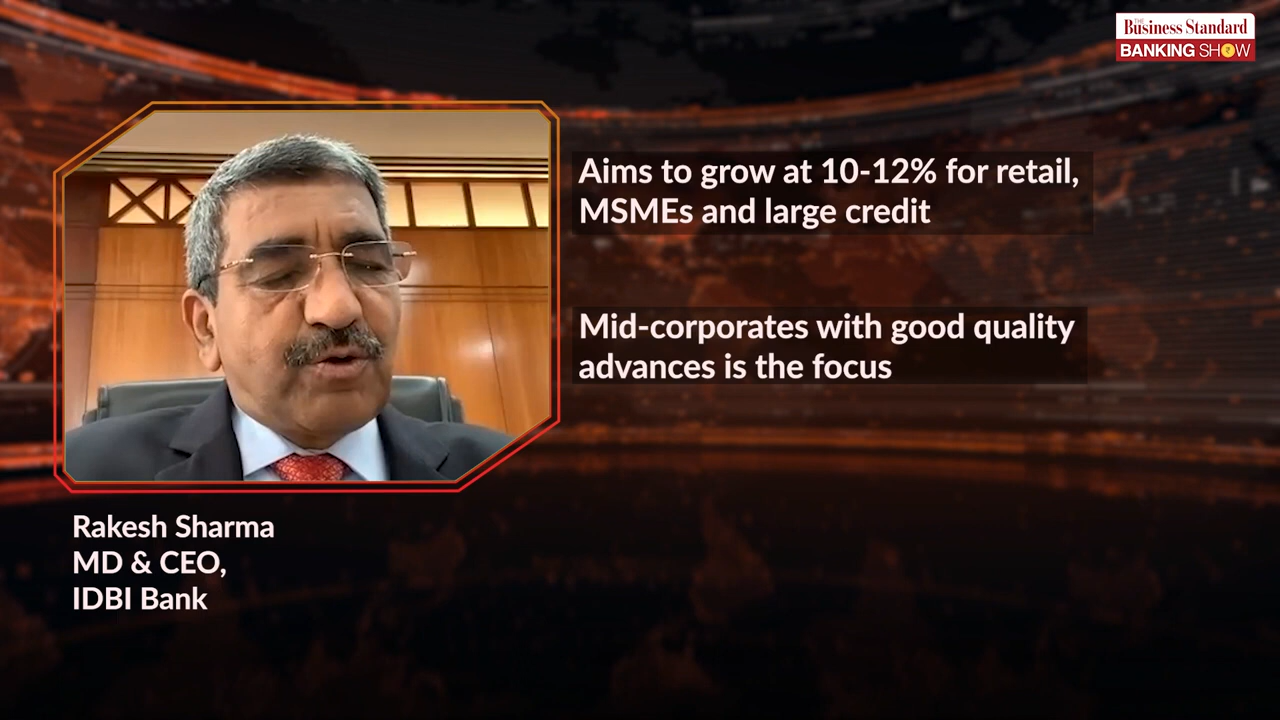 THE
Business Standard
BANKING SHOW
Aims to grow at 10-12% for retail,
MSMEs and large credit
Mid-corporates with good quality
advances is the focus
Rakesh Sharma
MD & CEO,
IDBI Bank